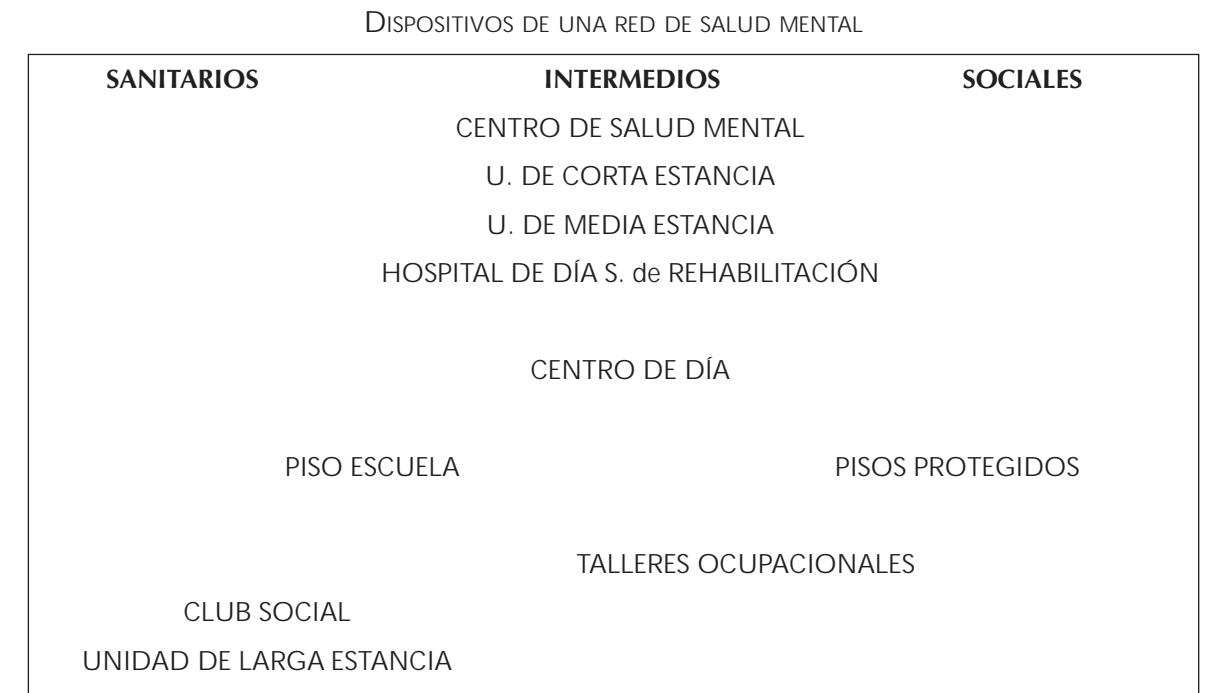 DISPOSITIVOS DE UNA RED DE SALUD MENTAL
SANITARIOS INTERMEDIOS SOCIALES
CENTRO DE SALUD MENTAL
U. DE CORTA ESTANCIA
U. DE MEDIA ESTANCIA
HOSPITAL DE DÍA S. de REHABILITACIÓN
CENTRO DE DÍA
PISO ESCUELA PISOS PROTEGIDOS
TALLERES OCUPACIONALES
CLUB SOCIAL
UNIDAD DE LARGA ESTANCIA